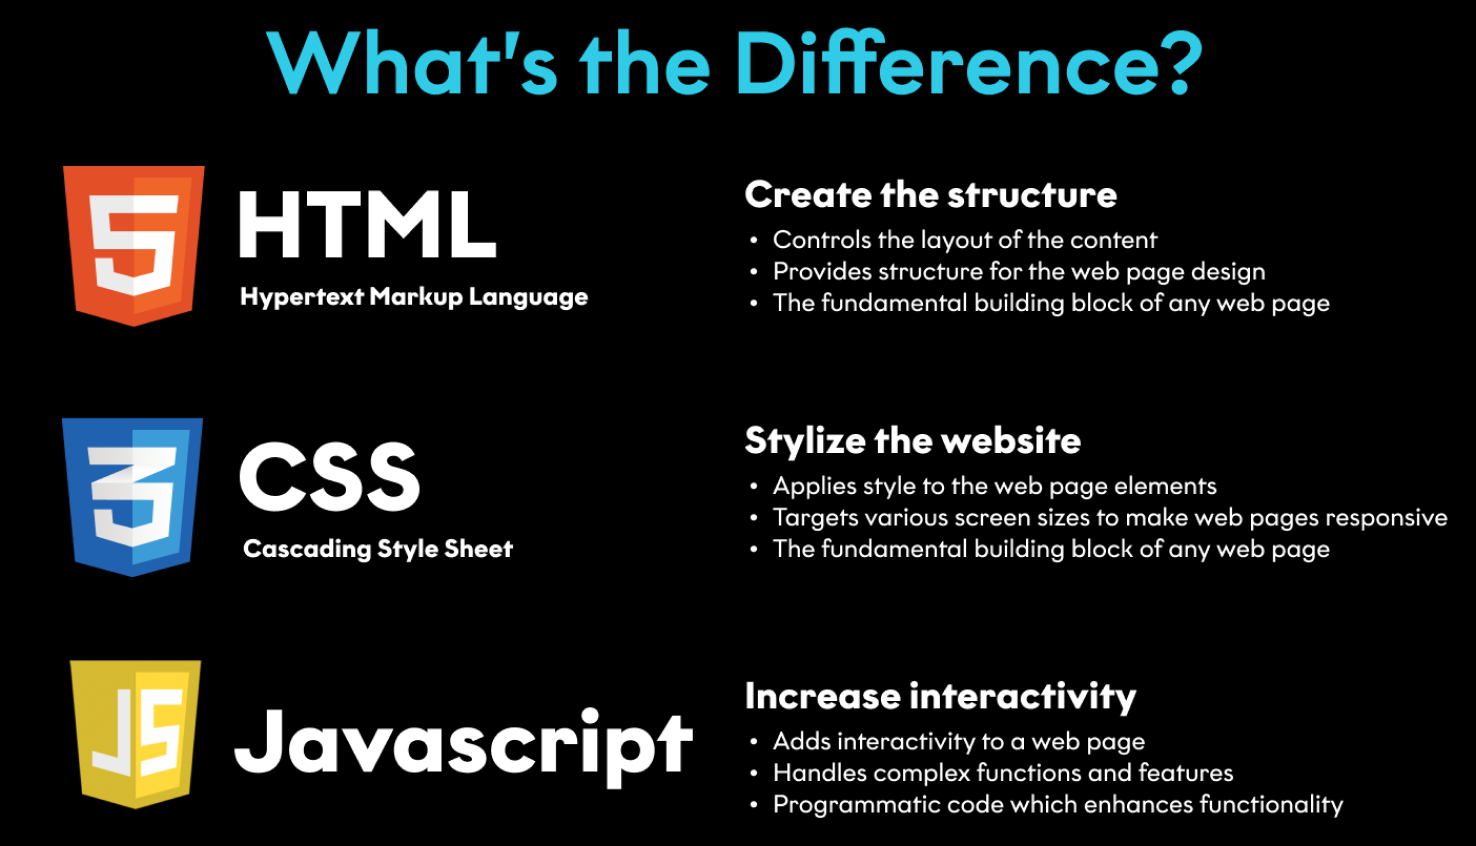 What's the Difference?
HTML
Hypertext Markup Language
Create the structure
• Controls the layout of the content
• Provides structure for the web page design
• The fundamental building block of any web page
CSS
Cascading Style Sheet
Stylize the website
• Applies style to the web page elements
• Targets various screen sizes to make web pages responsive
• The fundamental building block of any web page
JS
Javascript
Increase interactivity
• Adds interactivity to a web page
• Handles complex functions and features
• Programmatic code which enhances functionality